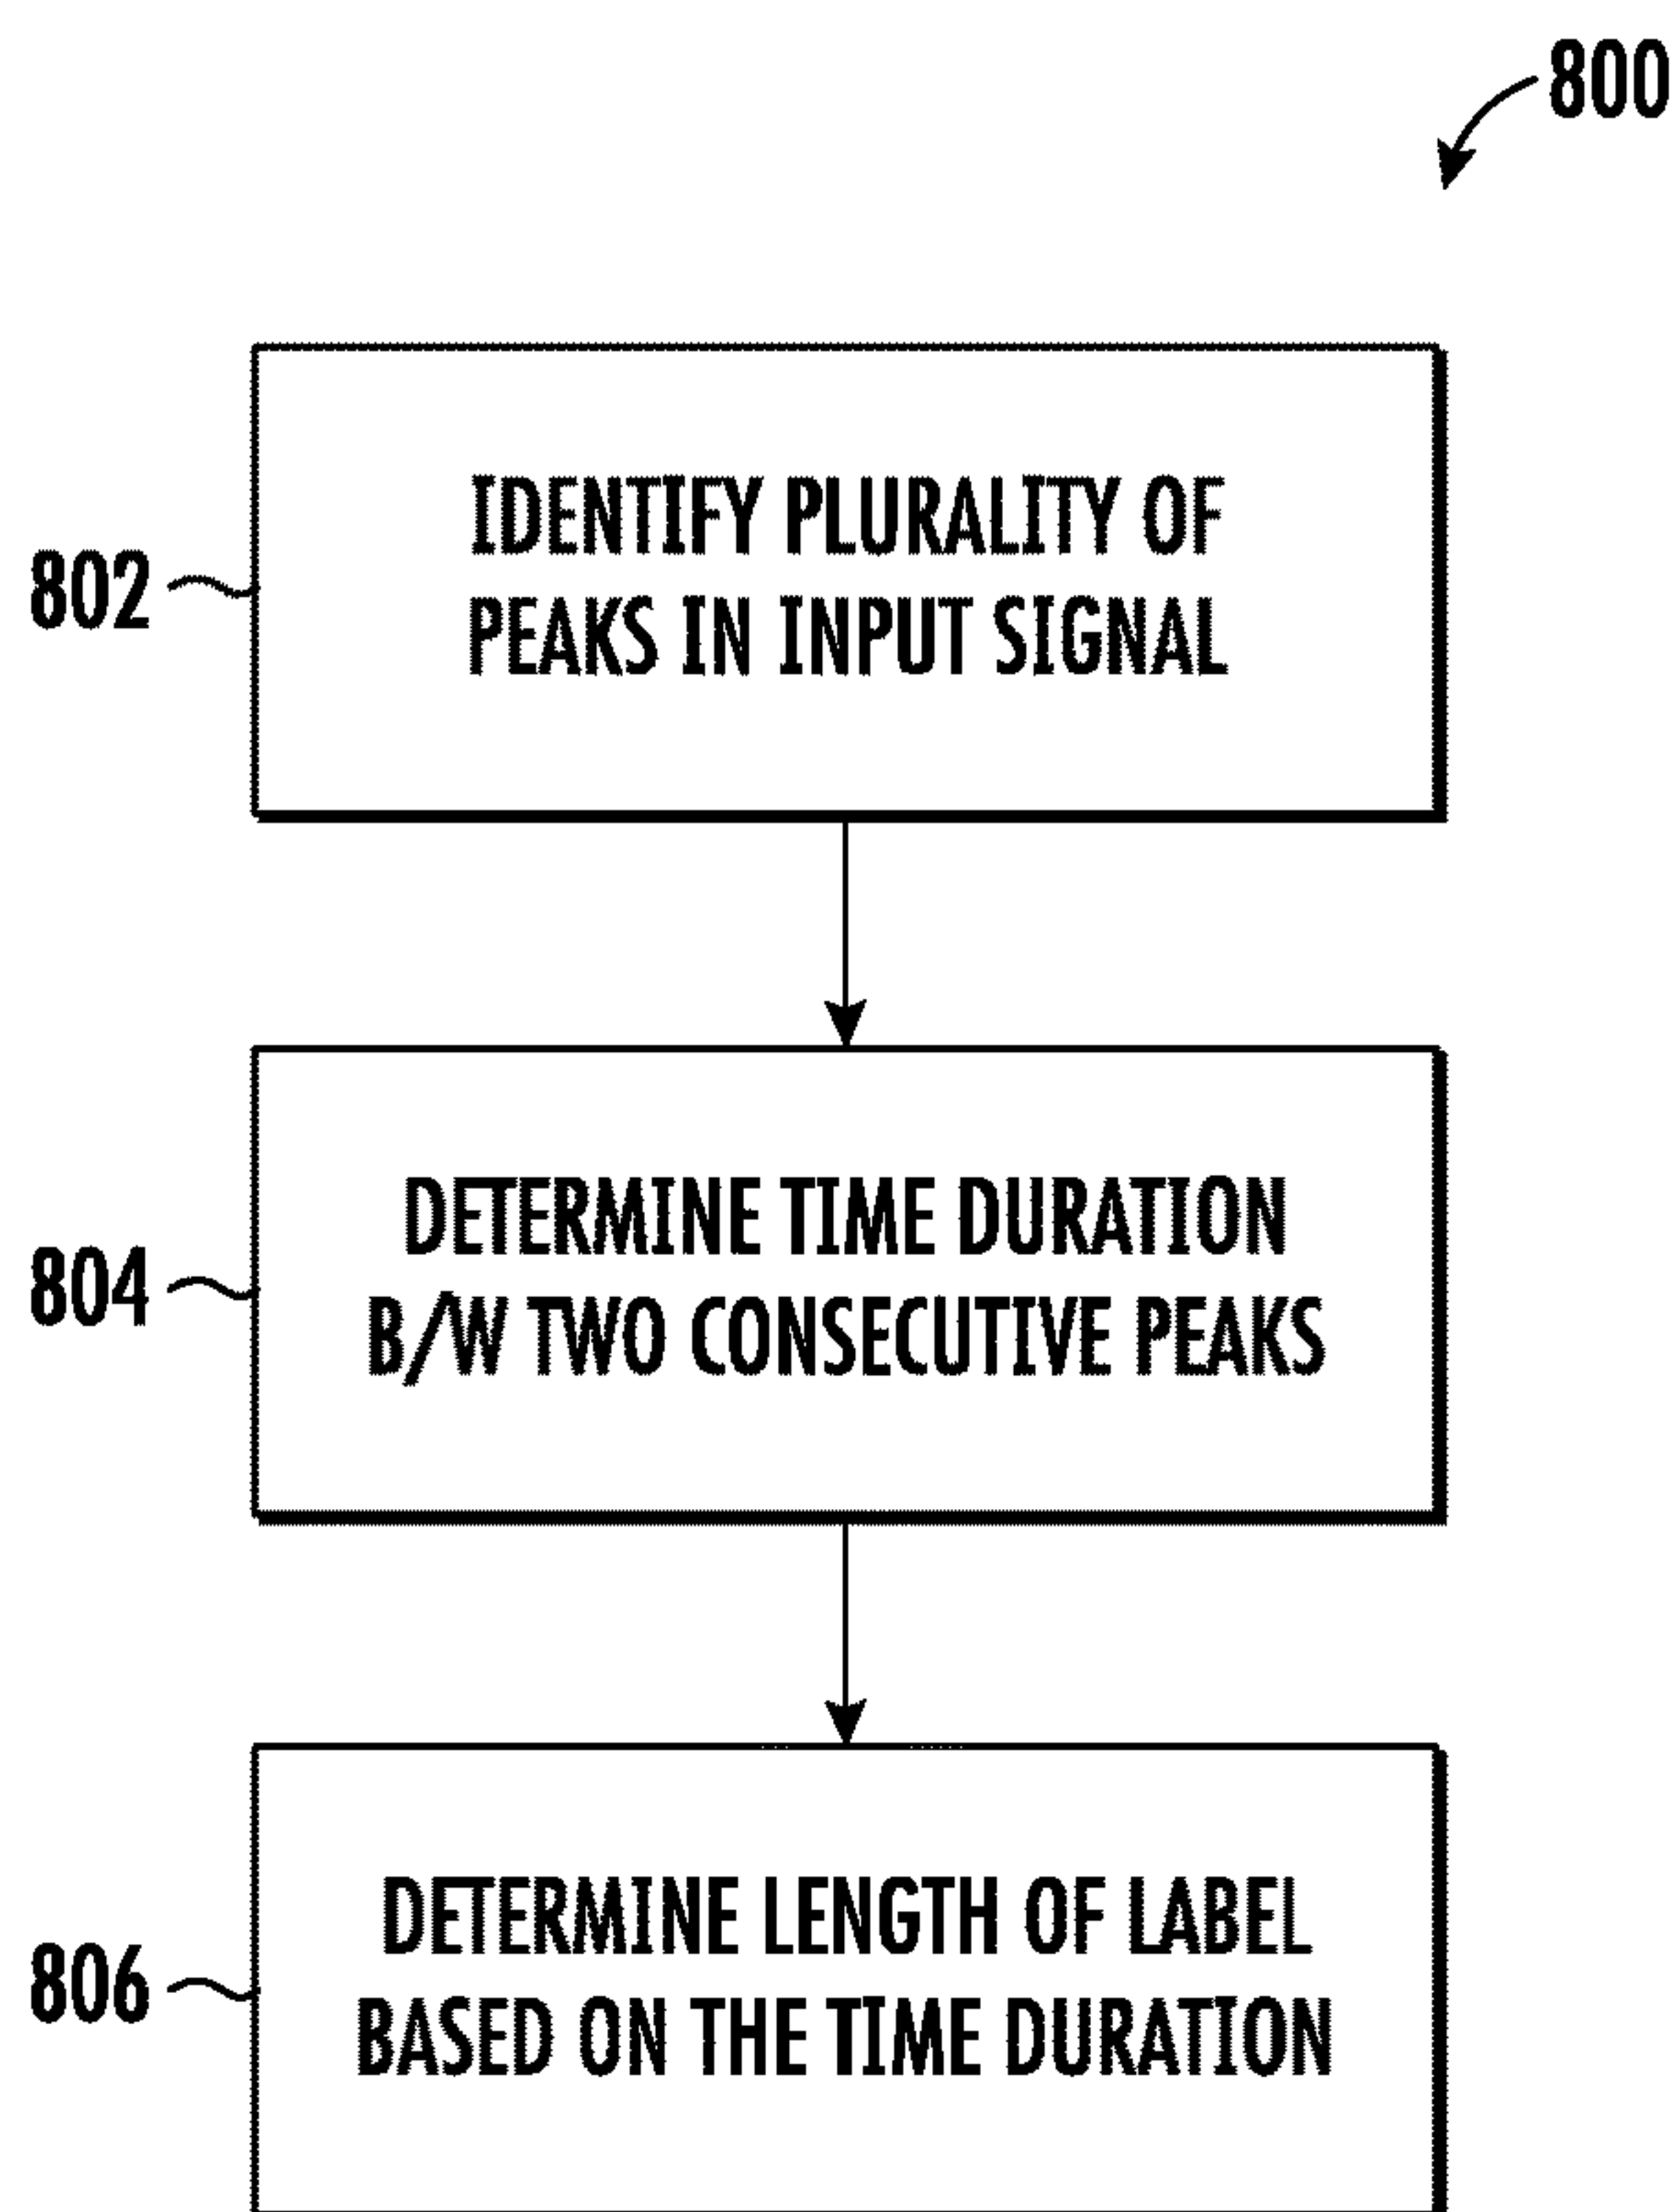 800
802
IDENTIFY PLURALITY OF
PEAKS IN INPUT SIGNAL
804
DETERMINE TIME DURATION
B/W TWO CONSECUTIVE PEAKS
806
DETERMINE LENGTH OF LABEL
BASED ON THE TIME DURATION